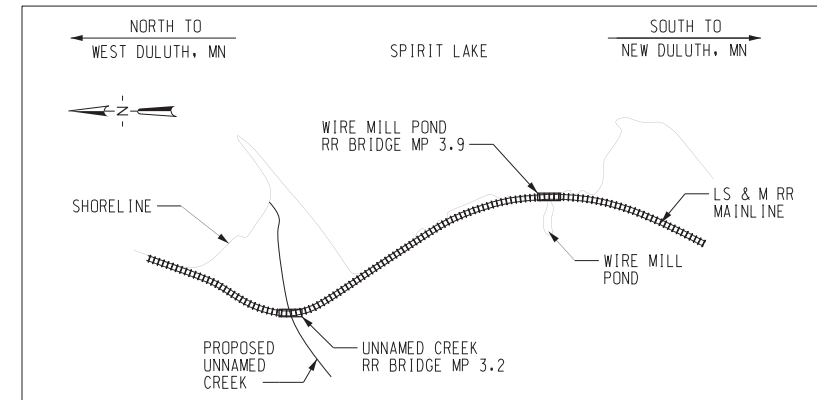 NORTH TO
WEST DULUTH, MN
SPIRIT LAKE
SOUTH TO
NEW DULUTH, MN
N
WIRE MILL POND
RR BRIDGE MP 3.9
SHORELINE
LS & M RR
MAINLINE
WIRE MILL
POND
PROPOSED
UNNAMED
CREEK
UNNAMED CREEK
RR BRIDGE MP 3.2